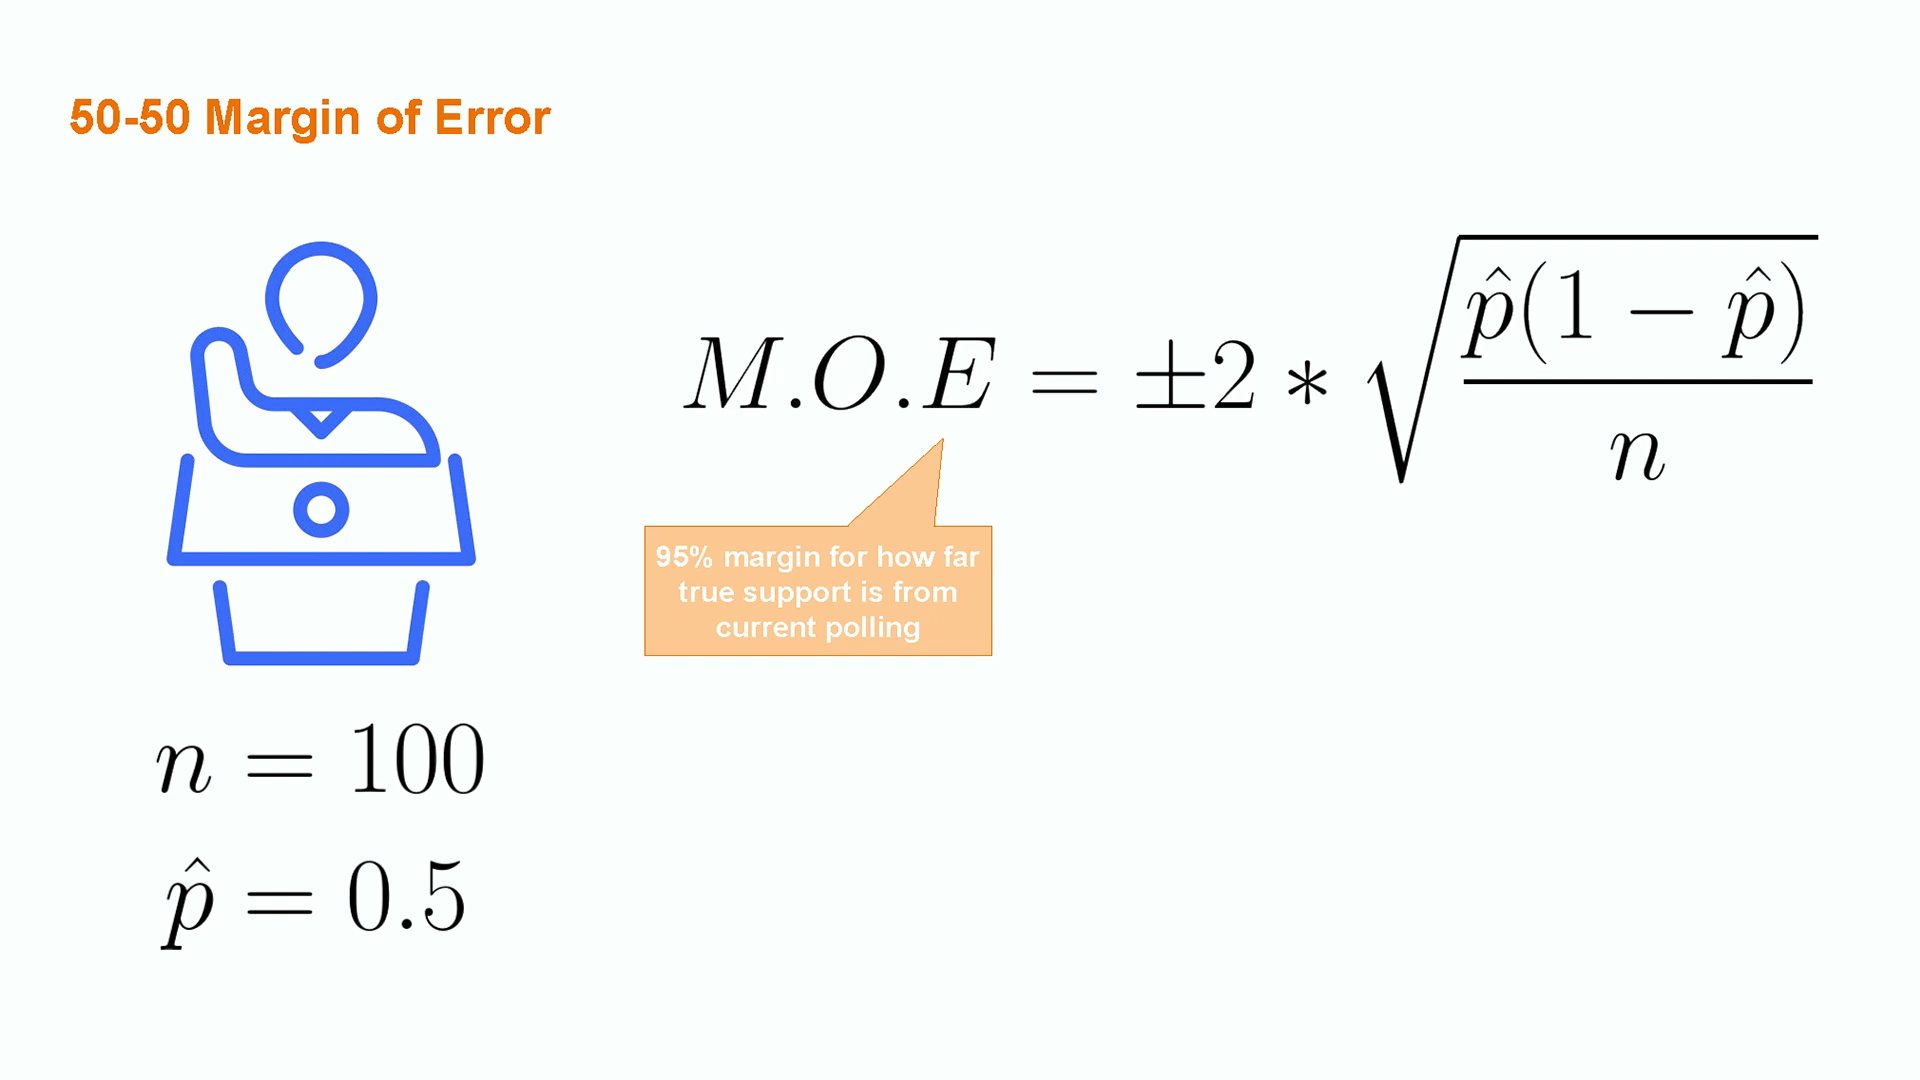 50-50 Margin of Error
M.O.E = ±2 * √(p̂(1 − p̂) / n)
95% margin for how far
true support is from
current polling
n = 100
p̂ = 0.5